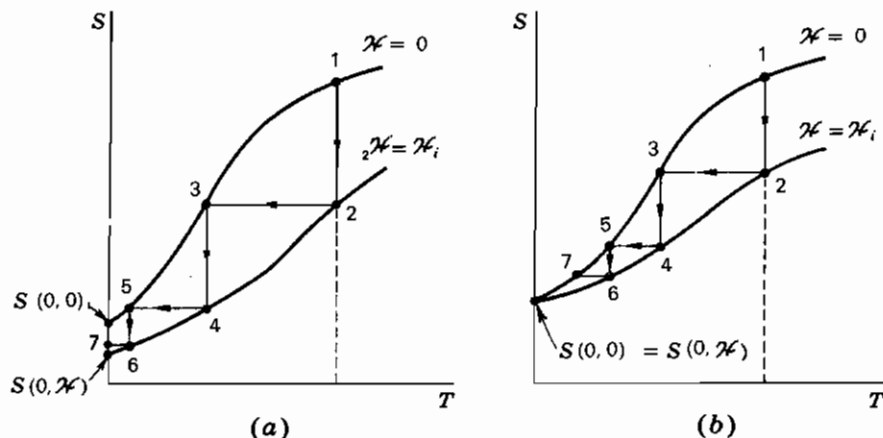 S
1
ℋ = 0
3
₂ℋ = ℋᵢ
2
5
S (0, 0)
4
7
6
S(0, ℋ)
T
(a)
S
1
ℋ = 0
ℋ = ℋᵢ
3
2
5
4
7
6
S(0, 0) = S(0, ℋ)
T
(b)